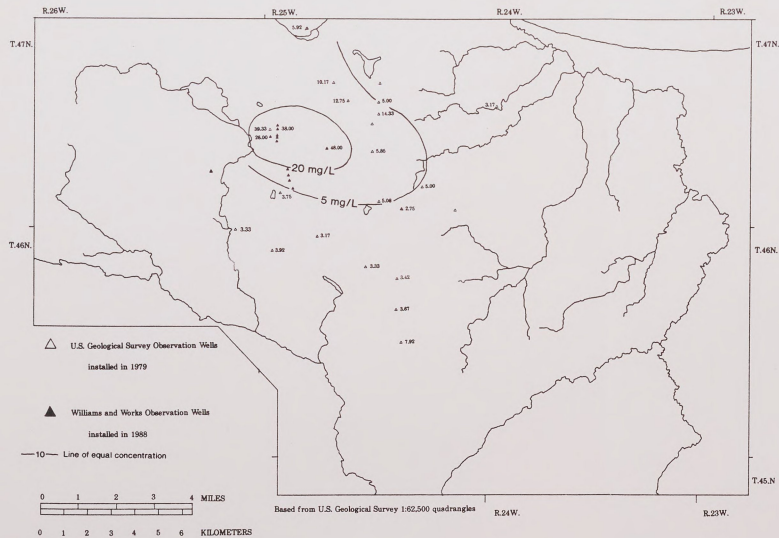 R.26W.
R.25W.
R.24W.
R.23W.
T.47N.
T.47N.
5.92
10.17
12.75
5.00
14.33
3.17
39.33
38.00
26.00
48.00
5.86
20 mg/L
5 mg/L
5.00
3.75
5.08
2.75
3.33
3.17
T.46N.
T.46N.
3.92
3.33
3.42
3.67
7.92
U.S. Geological Survey Observation Wells
installed in 1979
Williams and Works Observation Wells
installed in 1988
10 Line of equal concentration
T.45.N
0 1 2 3 4 MILES
Based from U.S. Geological Survey 1:62,500 quadrangles
R.24W.
R.23W.
0 1 2 3 4 5 6 KILOMETERS